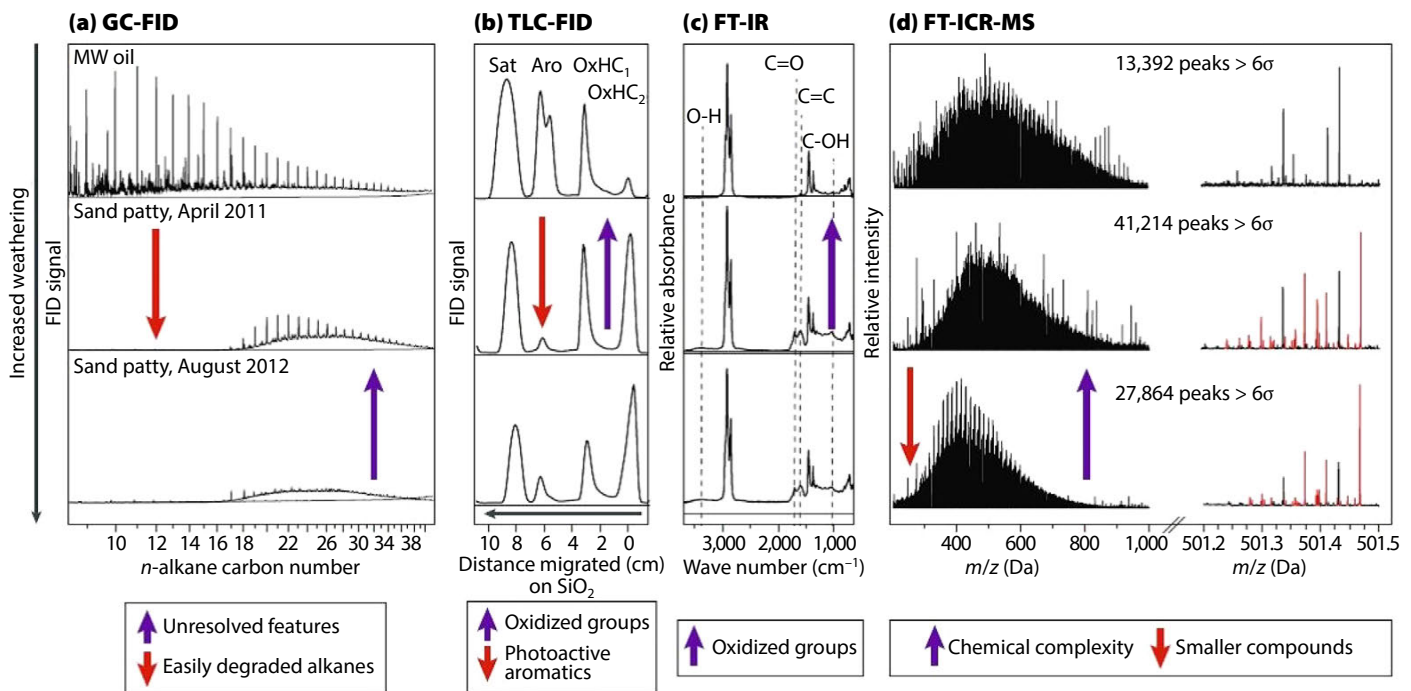 (a) GC-FID
(b) TLC-FID
(c) FT-IR
(d) FT-ICR-MS
Increased weathering
FID signal
MW oil
Sand patty, April 2011
Sand patty, August 2012
10 12 14 16 18 22 26 30 34 38
n-alkane carbon number
FID signal
Sat Aro OxHC1
OxHC2
10 8 6 4 2 0
Distance migrated (cm)
on SiO2
Relative absorbance
C=O
C=C
O-H
C-OH
3,000 2,000 1,000
Wave number (cm−1)
Relative intensity
13,392 peaks > 6σ
41,214 peaks > 6σ
27,864 peaks > 6σ
400 600 800 1,000
m/z (Da)
501.2 501.3 501.4 501.5
m/z (Da)
Unresolved features
Easily degraded alkanes
Oxidized groups
Photoactive
aromatics
Oxidized groups
Chemical complexity
Smaller compounds